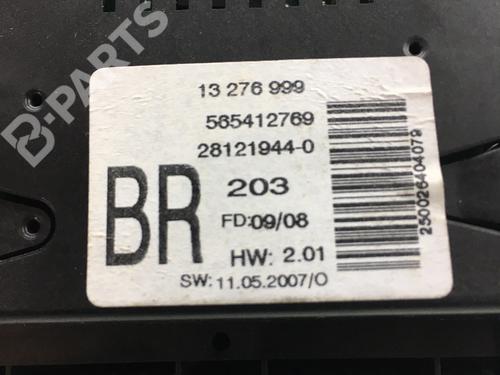 B-PARTS
13 276 999
565412769
28121944-0
BR
203
FD:09/08
HW: 2.01
SW: 11.05.2007/O
250026404079